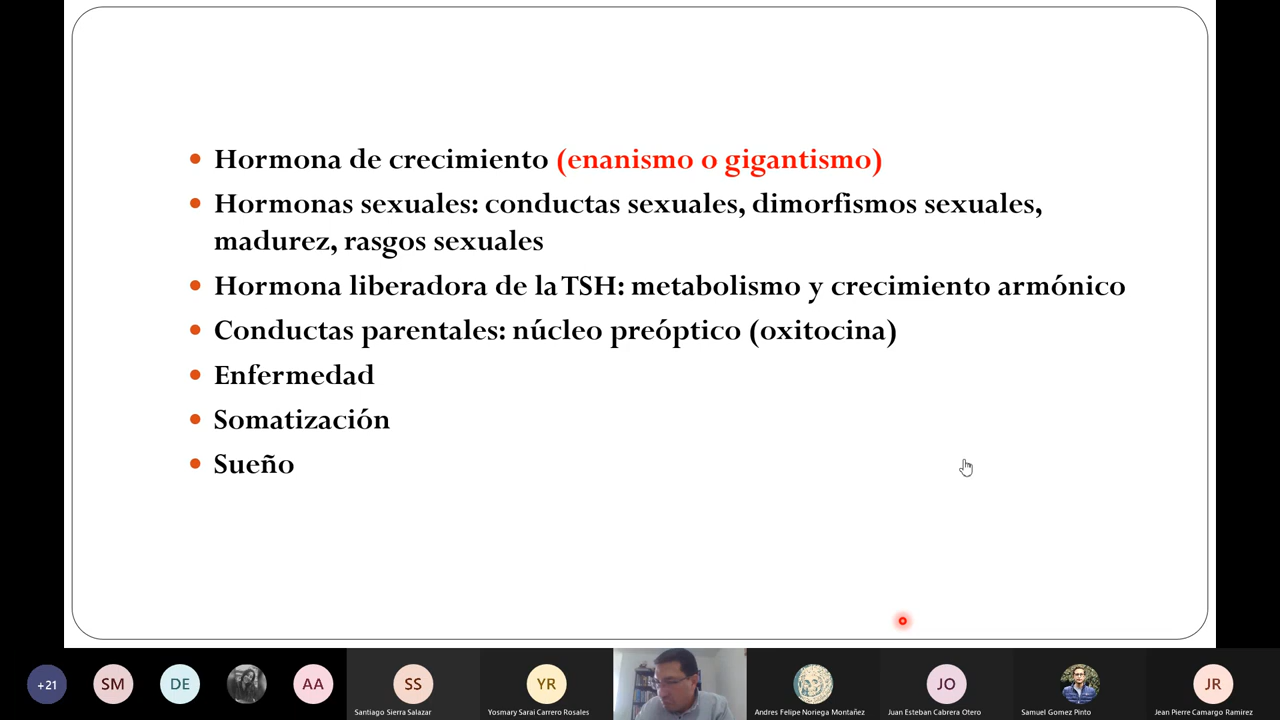 Hormona de crecimiento (enanismo o gigantismo)
Hormonas sexuales: conductas sexuales, dimorfismos sexuales,
madurez, rasgos sexuales
Hormona liberadora de la TSH: metabolismo y crecimiento armónico
Conductas parentales: núcleo preóptico (oxitocina)
Enfermedad
Somatización
Sueño
+21
SM
DE
AA
SS
Santiago Sierra Salazar
YR
Yosmary Sarai Carrero Rosales
Andres Felipe Noriega Montañez
JO
Juan Esteban Cabrera Otero
Samuel Gomez Pinto
JR
Jean Pierre Camargo Ramirez